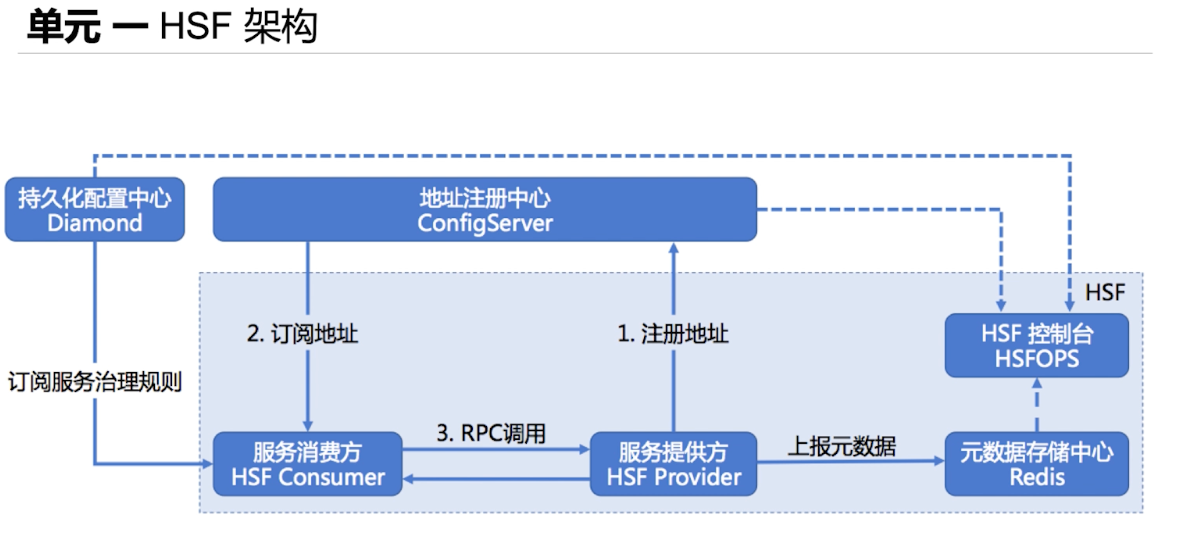 单元 一 HSF 架构
持久化配置中心
Diamond
地址注册中心
ConfigServer
HSF
2. 订阅地址
1. 注册地址
HSF 控制台
HSFOPS
订阅服务治理规则
3. RPC调用
服务消费方
HSF Consumer
服务提供方
HSF Provider
上报元数据
元数据存储中心
Redis